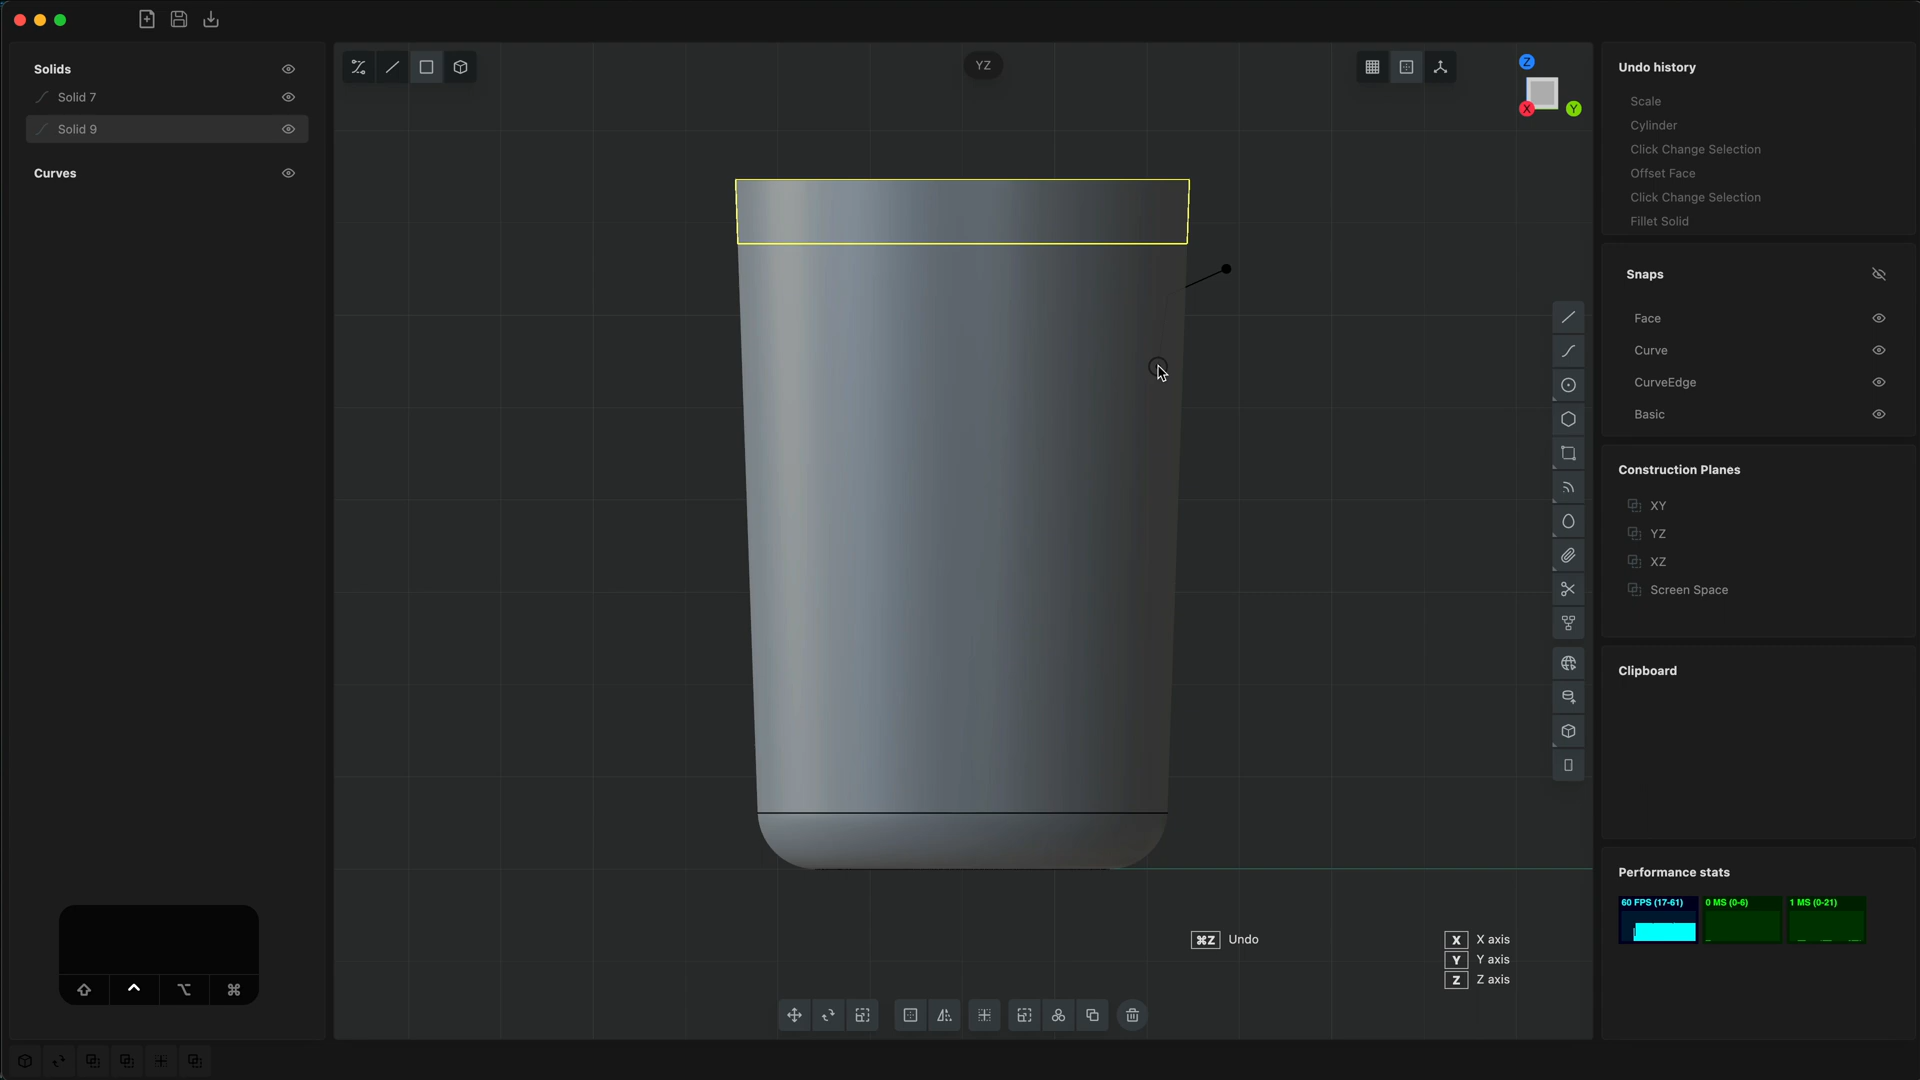 Solids
Solid 7
Solid 9
Curves
YZ
Z
X
Y
Undo history
Scale
Cylinder
Click Change Selection
Offset Face
Click Change Selection
Fillet Solid
Snaps
Face
Curve
CurveEdge
Basic
Construction Planes
XY
YZ
XZ
Screen Space
Clipboard
Performance stats
60 FPS (17-61)
0 MS (0-6)
1 MS (0-21)
⌘Z Undo
X X axis
Y Y axis
Z Z axis